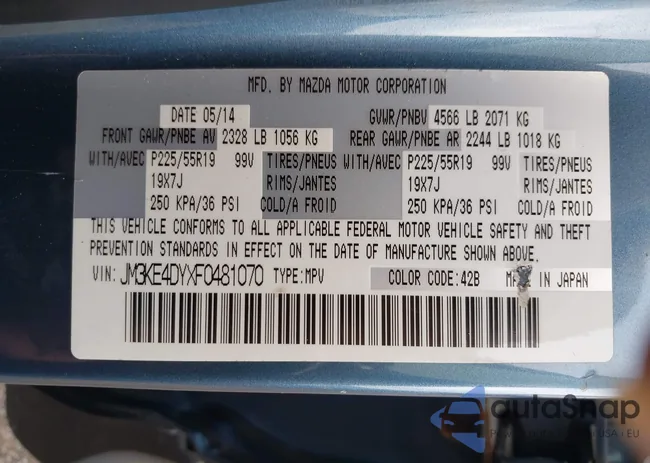 MFD. BY MAZDA MOTOR CORPORATION
DATE 05/14 GVWR/PNBV 4566 LB 2071 KG
FRONT GAWR/PNBE AV 2328 LB 1056 KG REAR GAWR/PNBE AR 2244 LB 1018 KG
WITH/AVEC P225/55R19 99V TIRES/PNEUS WITH/AVEC P225/55R19 99V TIRES/PNEUS
19X7J RIMS/JANTES 19X7J RIMS/JANTES
250 KPA/36 PSI COLD/A FROID 250 KPA/36 PSI COLD/A FROID
THIS VEHICLE CONFORMS TO ALL APPLICABLE FEDERAL MOTOR VEHICLE SAFETY AND THEFT
PREVENTION STANDARDS IN EFFECT ON THE DATE OF MANUFACTURE SHOWN ABOVE.
VIN: JM3KE4DYXF0481070 TYPE:MPV COLOR CODE:42B IN JAPAN
autoSnap